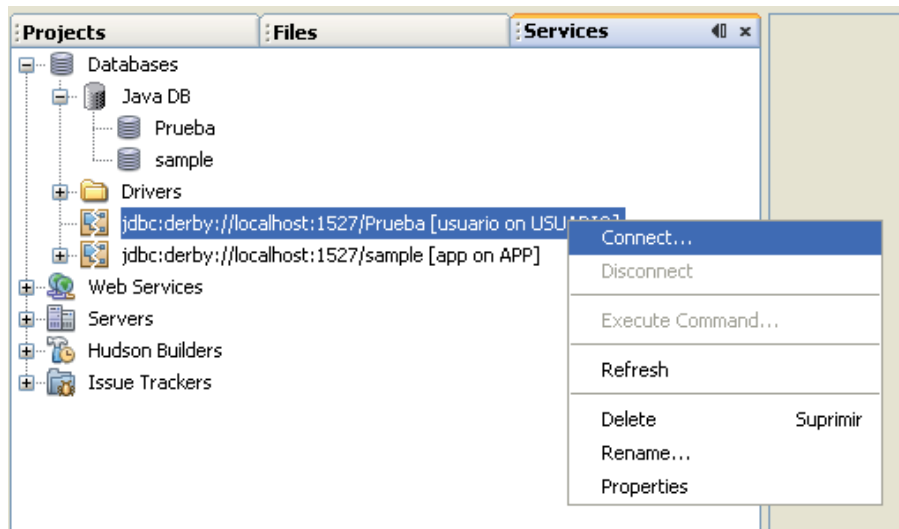 Projects Files Services
Databases
Java DB
Prueba
sample
Drivers
jdbc:derby://localhost:1527/Prueba [usuario on USUARIO]
jdbc:derby://localhost:1527/sample [app on APP]
Web Services
Servers
Hudson Builders
Issue Trackers
Connect...
Disconnect
Execute Command...
Refresh
Delete Suprimir
Rename...
Properties